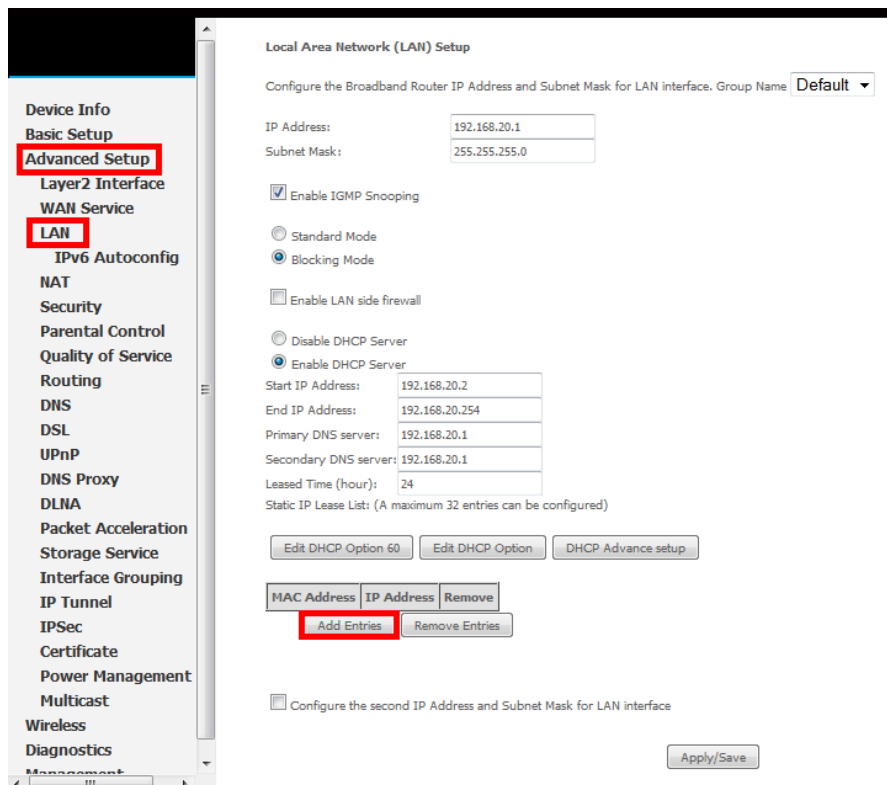 Device Info
Basic Setup
Advanced Setup
Layer2 Interface
WAN Service
LAN
IPv6 Autoconfig
NAT
Security
Parental Control
Quality of Service
Routing
DNS
DSL
UPnP
DNS Proxy
DLNA
Packet Acceleration
Storage Service
Interface Grouping
IP Tunnel
IPSec
Certificate
Power Management
Multicast
Wireless
Diagnostics
Management
Local Area Network (LAN) Setup
Configure the Broadband Router IP Address and Subnet Mask for LAN interface. Group Name Default
IP Address: 192.168.20.1
Subnet Mask: 255.255.255.0
Enable IGMP Snooping
Standard Mode
Blocking Mode
Enable LAN side firewall
Disable DHCP Server
Enable DHCP Server
Start IP Address: 192.168.20.2
End IP Address: 192.168.20.254
Primary DNS server: 192.168.20.1
Secondary DNS server: 192.168.20.1
Leased Time (hour): 24
Static IP Lease List: (A maximum 32 entries can be configured)
Edit DHCP Option 60 Edit DHCP Option DHCP Advance setup
MAC Address IP Address Remove
Add Entries Remove Entries
Configure the second IP Address and Subnet Mask for LAN interface
Apply/Save